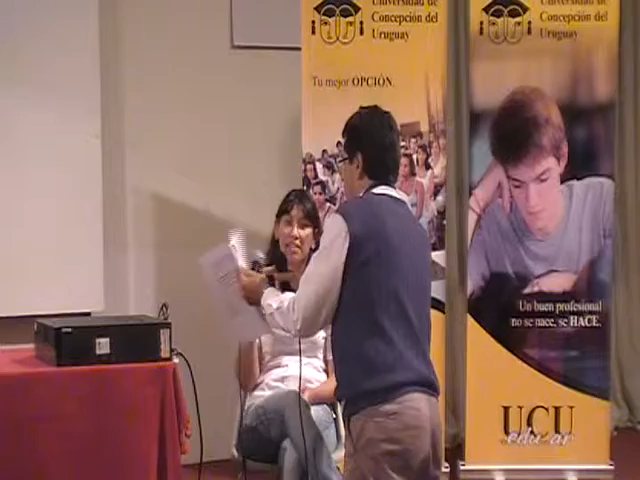 Universidad de
Concepción del
Uruguay
Tu mejor OPCIÓN.
Universidad de
Concepción del
Uruguay
Un buen profesional
no se nace, se HACE.
UCU
edu·ar